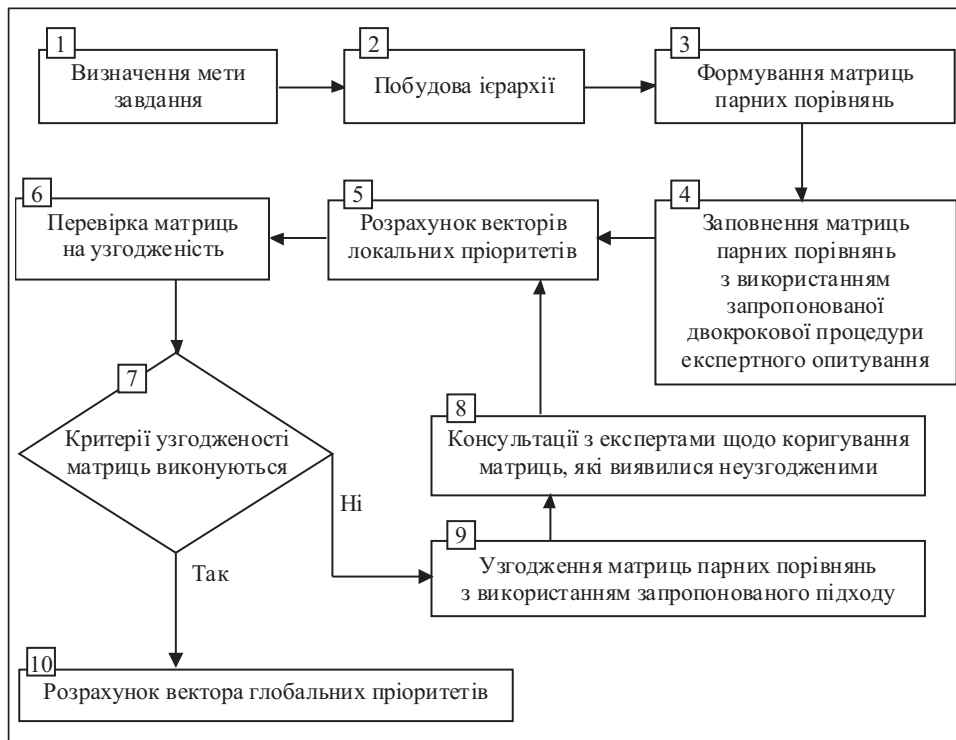 1
Визначення мети
завдання
2
Побудова ієрархії
3
Формування матриць
парних порівнянь
4
Заповнення матриць
парних порівнянь
з використанням
запропонованої
двокрокової процедури
експертного опитування
5
Розрахунок векторів
локальних пріоритетів
6
Перевірка матриць
на узгодженість
7
Критерії узгодженості
матриць виконуються
Ні
Так
8
Консультації з експертами щодо коригування
матриць, які виявилися неузгодженими
9
Узгодження матриць парних порівнянь
з використанням запропонованого підходу
10
Розрахунок вектора глобальних пріоритетів